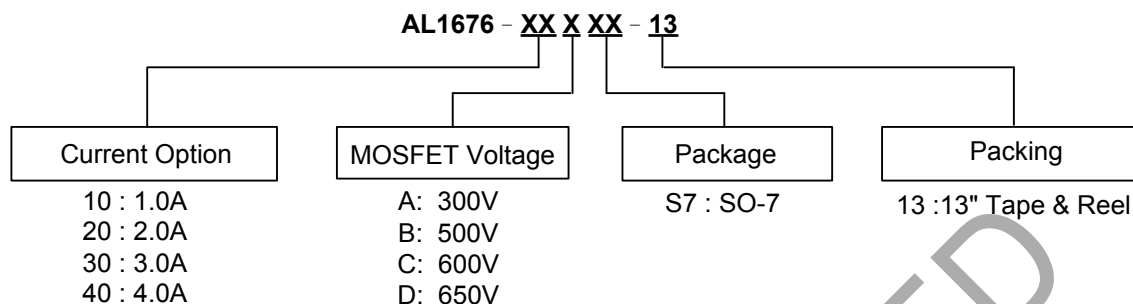 AL1676 - XX X XX - 13
Current Option
10 : 1.0A
20 : 2.0A
30 : 3.0A
40 : 4.0A
MOSFET Voltage
A: 300V
B: 500V
C: 600V
D: 650V
Package
S7 : SO-7
Packing
13 :13" Tape & Reel